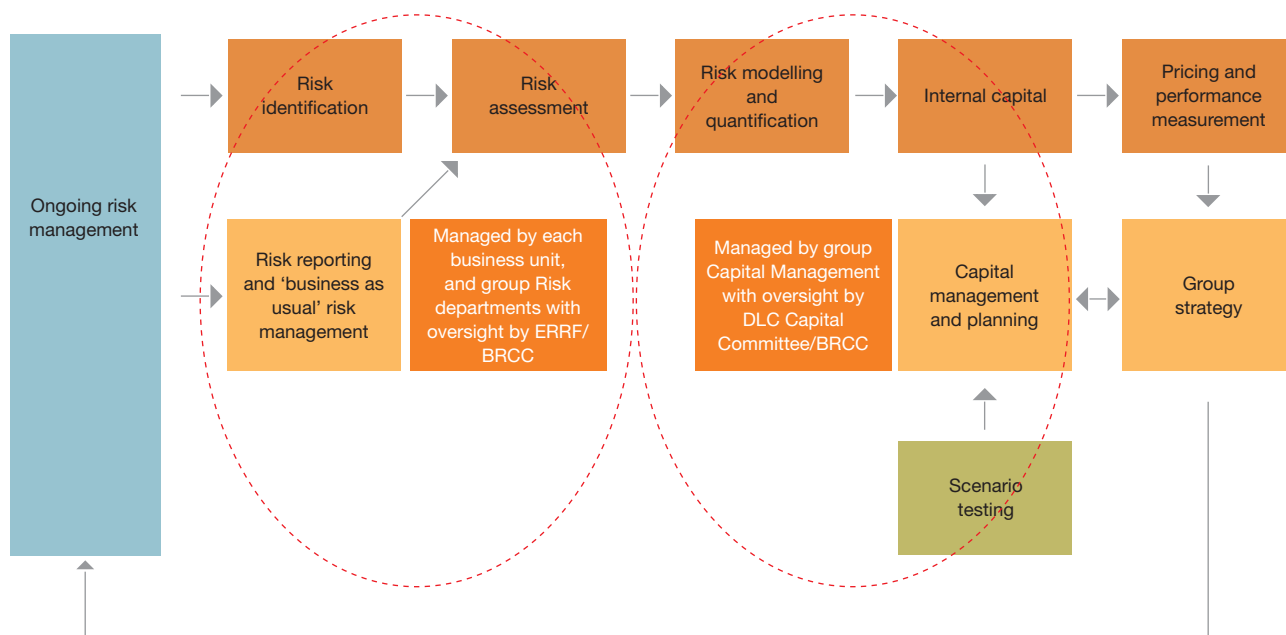 Risk
identification
Risk
assessment
Risk modelling
and
quantification
Internal capital
Pricing and
performance
measurement
Ongoing risk
management
Risk reporting
and ‘business as
usual’ risk
management
Managed by each
business unit,
and group Risk
departments with
oversight by ERRF/
BRCC
Managed by group
Capital Management
with oversight by
DLC Capital
Committee/BRCC
Capital
management
and planning
Group
strategy
Scenario
testing